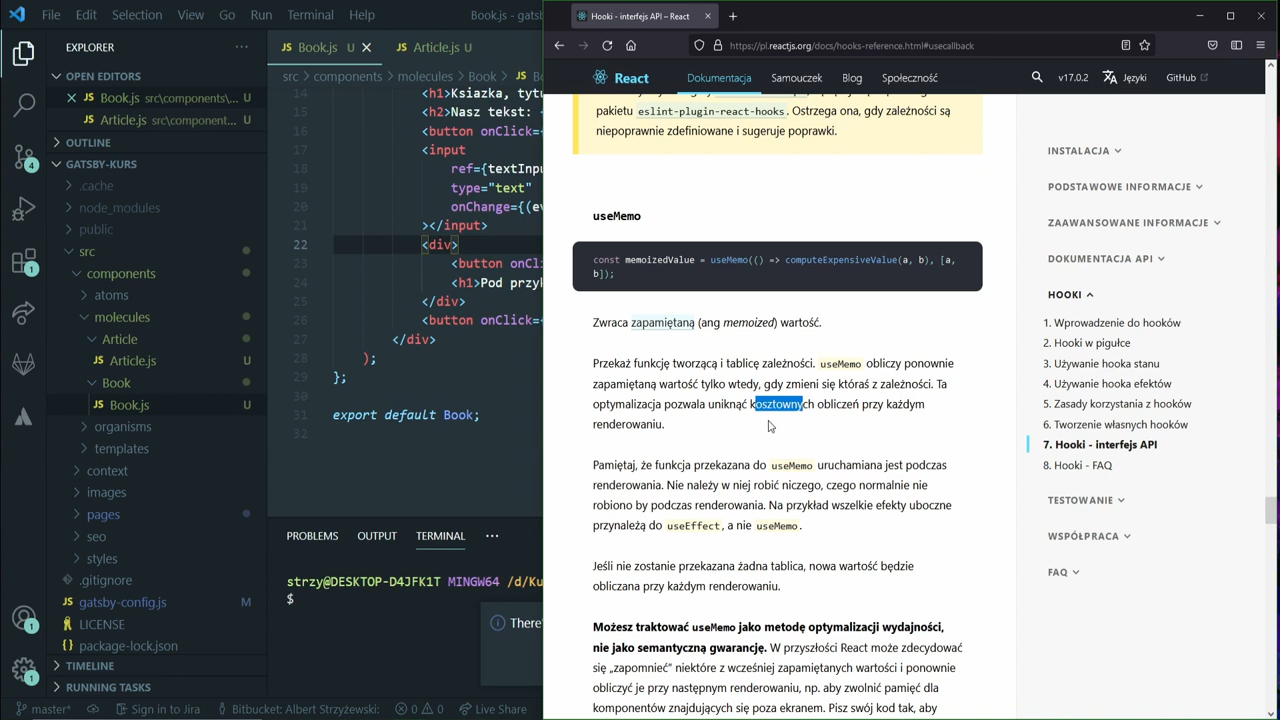 File Edit Selection View Go Run Terminal Help
Book.js - gatsb
EXPLORER
OPEN EDITORS
Book.js src\components\...
U
Article.js src\component...
U
OUTLINE
GATSBY-KURS
.cache
node_modules
public
src
components
atoms
molecules
Article
Article.js
U
Book
Book.js
U
organisms
templates
context
images
pages
seo
styles
.gitignore
gatsby-config.js
M
LICENSE
package-lock.json
TIMELINE
RUNNING TASKS
4
1
1
1
Book.js U
Article.js U
src > components > molecules > Book >
14 <h1>Ksiazka, tytu
15 <h2>Nasz tekst: {
16 <button onClick={
17 <input
18 ref={textInpu
19 type="text"
20 onChange={(ev
21 ></input>
22 <div>
23 <button onCli
24 <h1>Pod przyk
25 </div>
26 <button onClick={
27 </div>
28 );
29 };
30
31 export default Book;
32
PROBLEMS OUTPUT TERMINAL ...
strzy@DESKTOP-D4JFK1T MINGW64 /d/Ku
$
There'
master* Sign in to Jira Bitbucket: Albert Strzyżewski: 0 0 Live Share
Hooki - interfejs API – React
https://pl.reactjs.org/docs/hooks-reference.html#usecallback
React
Dokumentacja Samouczek Blog Społeczność
v17.0.2 Języki GitHub
pakietu eslint-plugin-react-hooks. Ostrzega ona, gdy zależności są
niepoprawnie zdefiniowane i sugeruje poprawki.
useMemo
const memoizedValue = useMemo(() => computeExpensiveValue(a, b), [a,
b]);
Zwraca zapamiętaną (ang memoized) wartość.
Przekaż funkcję tworzącą i tablicę zależności. useMemo obliczy ponownie
zapamiętaną wartość tylko wtedy, gdy zmieni się któraś z zależności. Ta
optymalizacja pozwala uniknąć kosztownych obliczeń przy każdym
renderowaniu.
Pamiętaj, że funkcja przekazana do useMemo uruchamiana jest podczas
renderowania. Nie należy w niej robić niczego, czego normalnie nie
robiono by podczas renderowania. Na przykład wszelkie efekty uboczne
przynależą do useEffect, a nie useMemo.
Jeśli nie zostanie przekazana żadna tablica, nowa wartość będzie
obliczana przy każdym renderowaniu.
Możesz traktować useMemo jako metodę optymalizacji wydajności,
nie jako semantyczną gwarancję. W przyszłości React może zdecydować
się „zapomnieć” niektóre z wcześniej zapamiętanych wartości i ponownie
obliczyć je przy następnym renderowaniu, np. aby zwolnić pamięć dla
komponentów znajdujących się poza ekranem. Pisz swój kod tak, aby
INSTALACJA
PODSTAWOWE INFORMACJE
ZAAWANSOWANE INFORMACJE
DOKUMENTACJA API
HOOKI
1. Wprowadzenie do hooków
2. Hooki w pigułce
3. Używanie hooka stanu
4. Używanie hooka efektów
5. Zasady korzystania z hooków
6. Tworzenie własnych hooków
7. Hooki - interfejs API
8. Hooki - FAQ
TESTOWANIE
WSPÓŁPRACA
FAQ